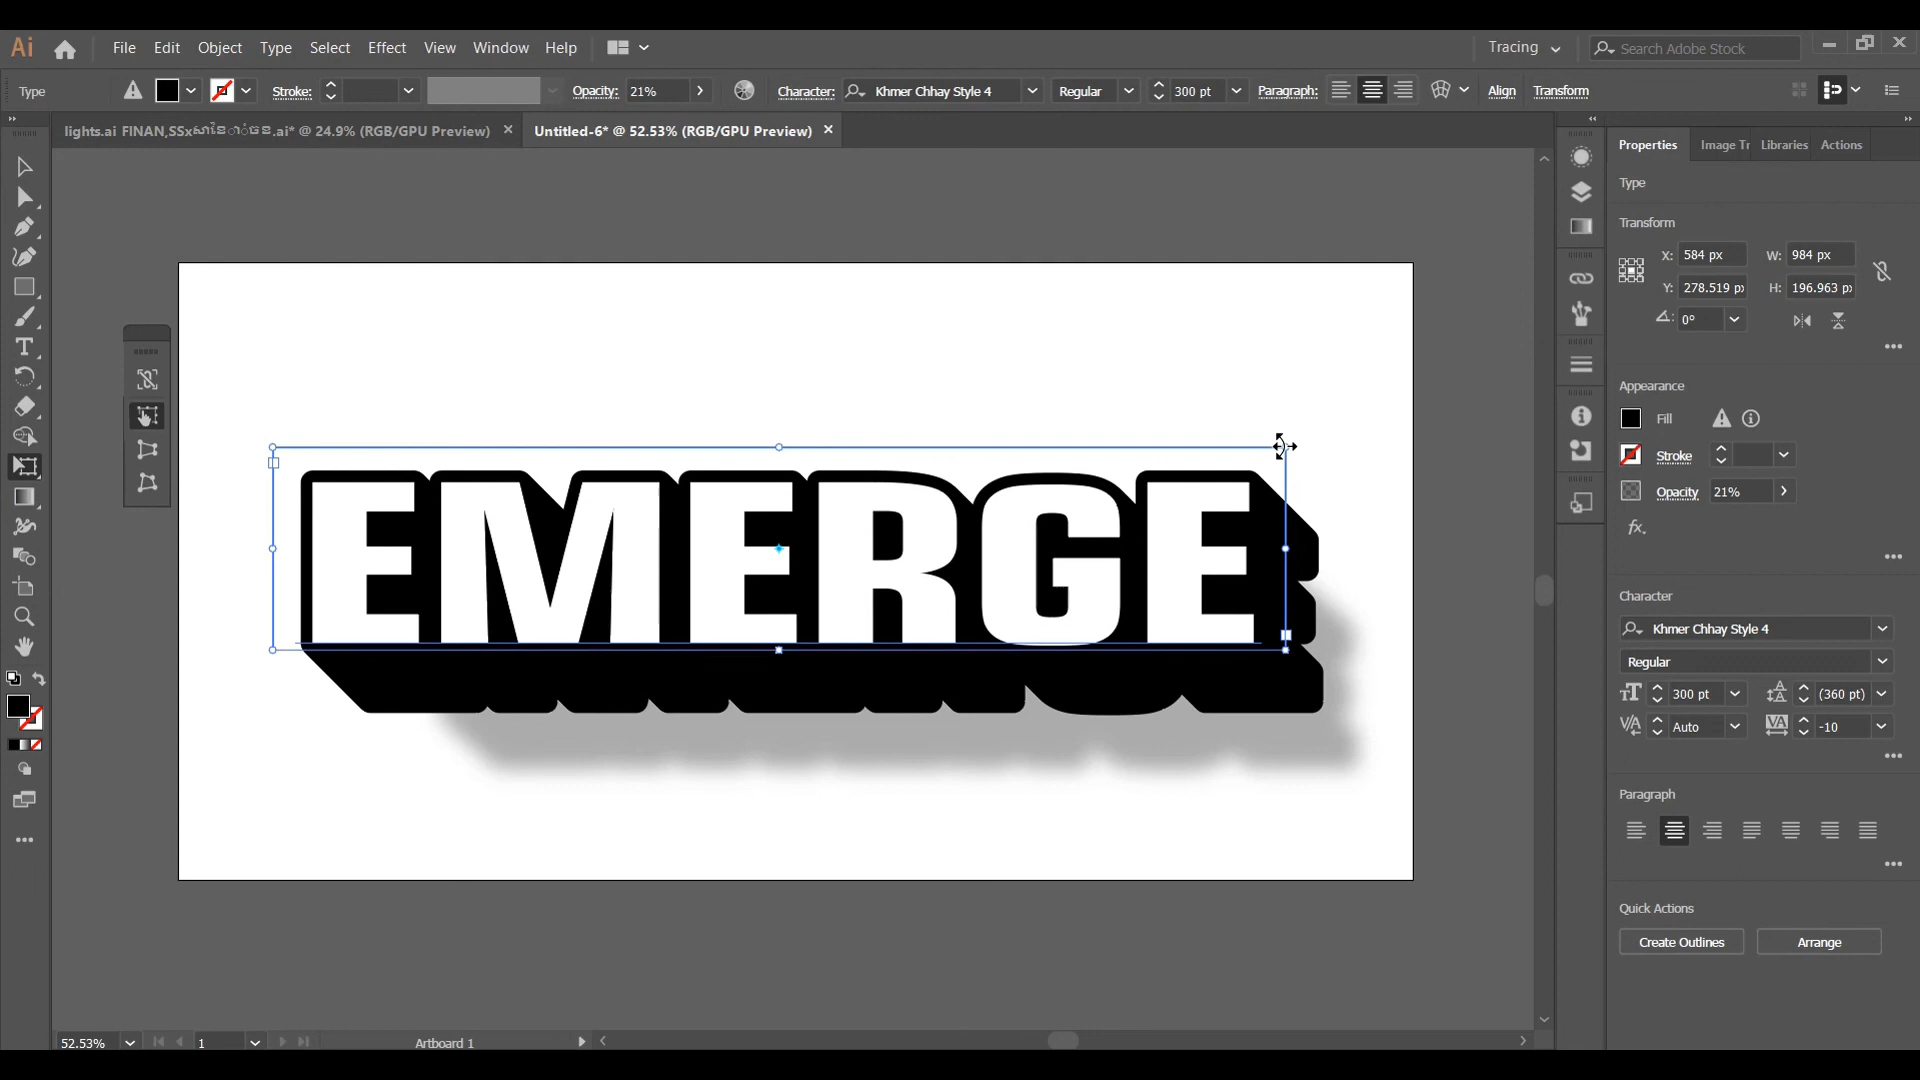 Ai File Edit Object Type Select Effect View Window Help Tracing Search Adobe Stock
Type Stroke: Opacity: 21% Character: Khmer Chhay Style 4 Regular 300 pt Paragraph: Align Transform
Untitled-6* @ 52.53% (RGB/GPU Preview)
Properties Image Tr Libraries Actions
Type
Transform
X: 584 px W: 984 px
Y: 278.519 px H: 196.963 px
0°
Appearance
Fill
Stroke
Opacity 21%
fx.
EMERGE
Character
Khmer Chhay Style 4
Regular
300 pt (360 pt)
Auto -10
Paragraph
Quick Actions
Create Outlines Arrange
52.53% 1 Artboard 1